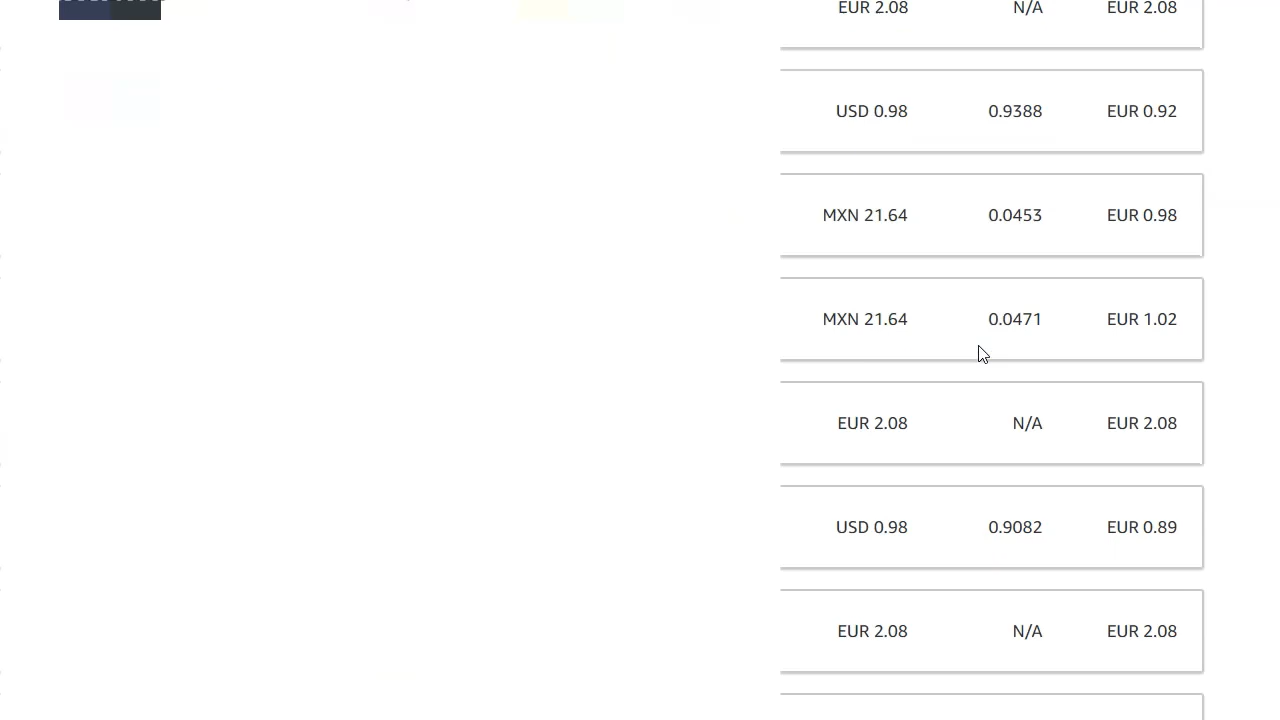 EUR 2.08 N/A EUR 2.08
USD 0.98 0.9388 EUR 0.92
MXN 21.64 0.0453 EUR 0.98
MXN 21.64 0.0471 EUR 1.02
EUR 2.08 N/A EUR 2.08
USD 0.98 0.9082 EUR 0.89
EUR 2.08 N/A EUR 2.08